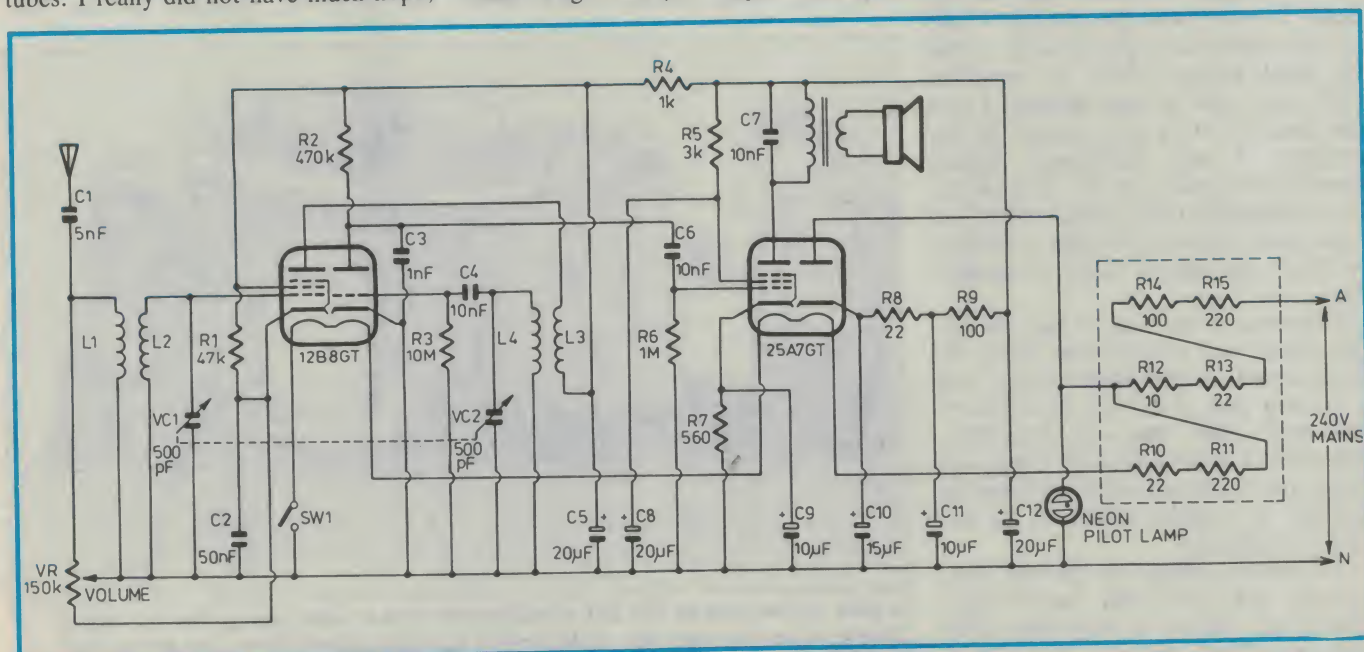 tubes. I really did not have much hope,
R4
1k
R2
470k
R5
3k
C7
10nF
C1
5nF
C3
1nF
C4
10nF
C6
10nF
R14
100
R15
220
A
R8
22
R9
100
L1
L2
R1
47k
12B8GT
R3
10M
L4
L3
R6
1M
25A7GT
R12
10
R13
22
240V
MAINS
VC1
500
pF
VC2
500
pF
R7
560
R10
22
R11
220
C2
50nF
SW1
C5
20µF
C8
20µF
C9
10µF
C10
15µF
C11
10µF
C12
20µF
NEON
PILOT LAMP
VR
150k
VOLUME
N